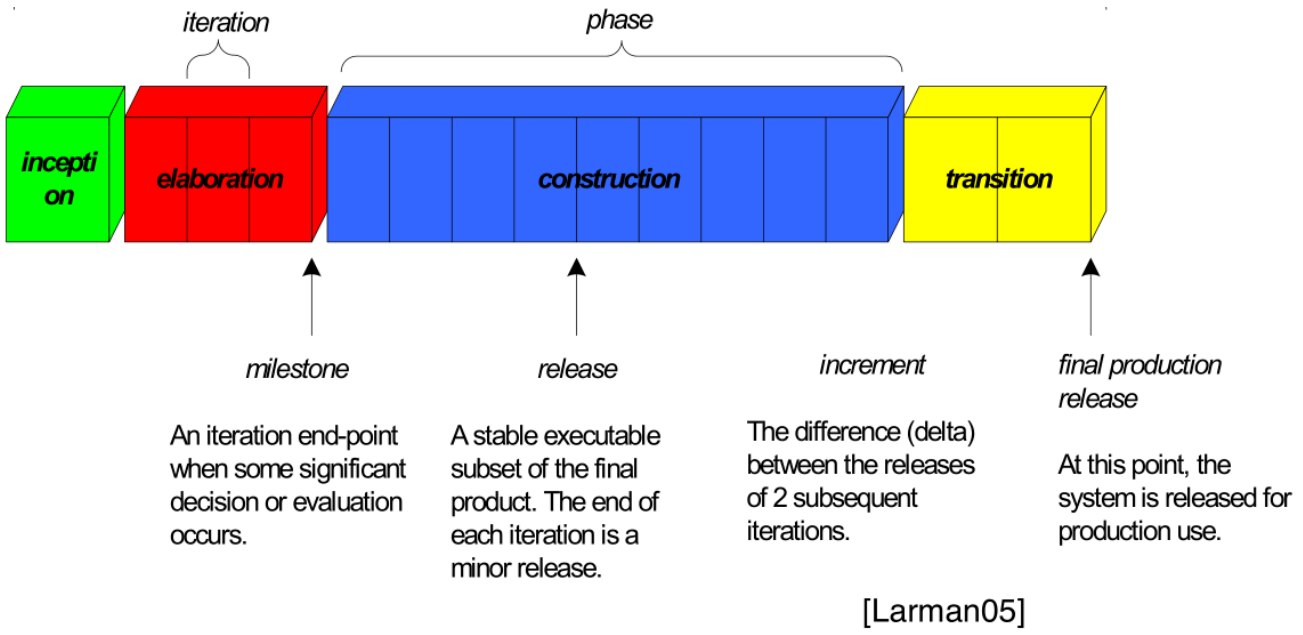 iteration
phase
incepti
on
elaboration
construction
transition
milestone
An iteration end-point
when some significant
decision or evaluation
occurs.
release
A stable executable
subset of the final
product. The end of
each iteration is a
minor release.
increment
The difference (delta)
between the releases
of 2 subsequent
iterations.
final production
release
At this point, the
system is released for
production use.
[Larman05]